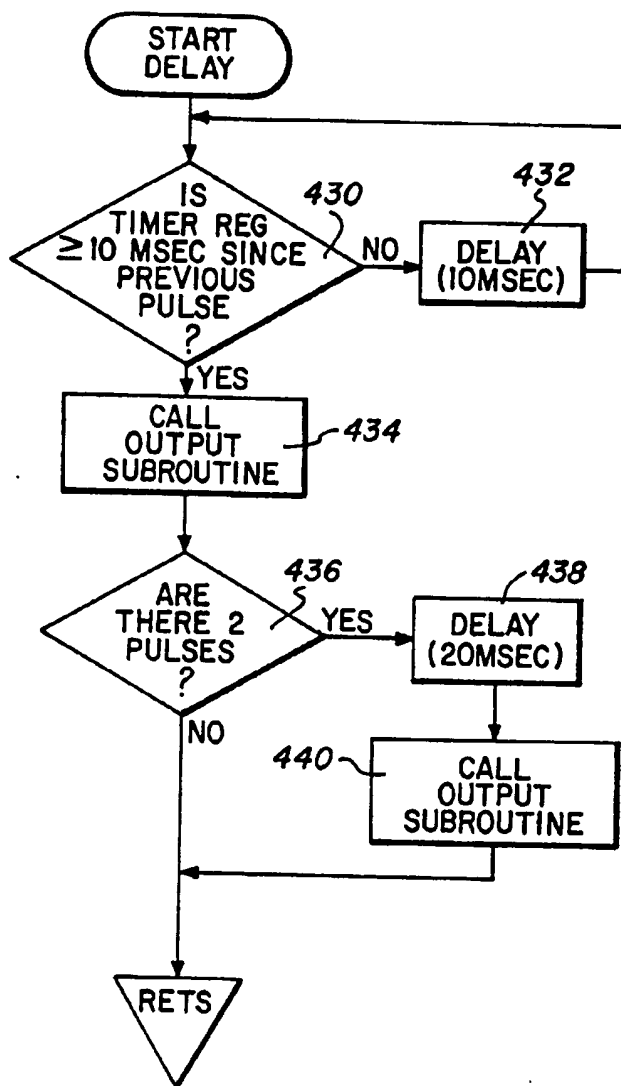 START
DELAY
IS
TIMER REG
≥10 MSEC SINCE
PREVIOUS
PULSE
?
430
NO
432
DELAY
(10MSEC)
YES
CALL
OUTPUT
SUBROUTINE
434
ARE
THERE 2
PULSES
?
436
YES
438
DELAY
(20MSEC)
NO
440
CALL
OUTPUT
SUBROUTINE
RETS